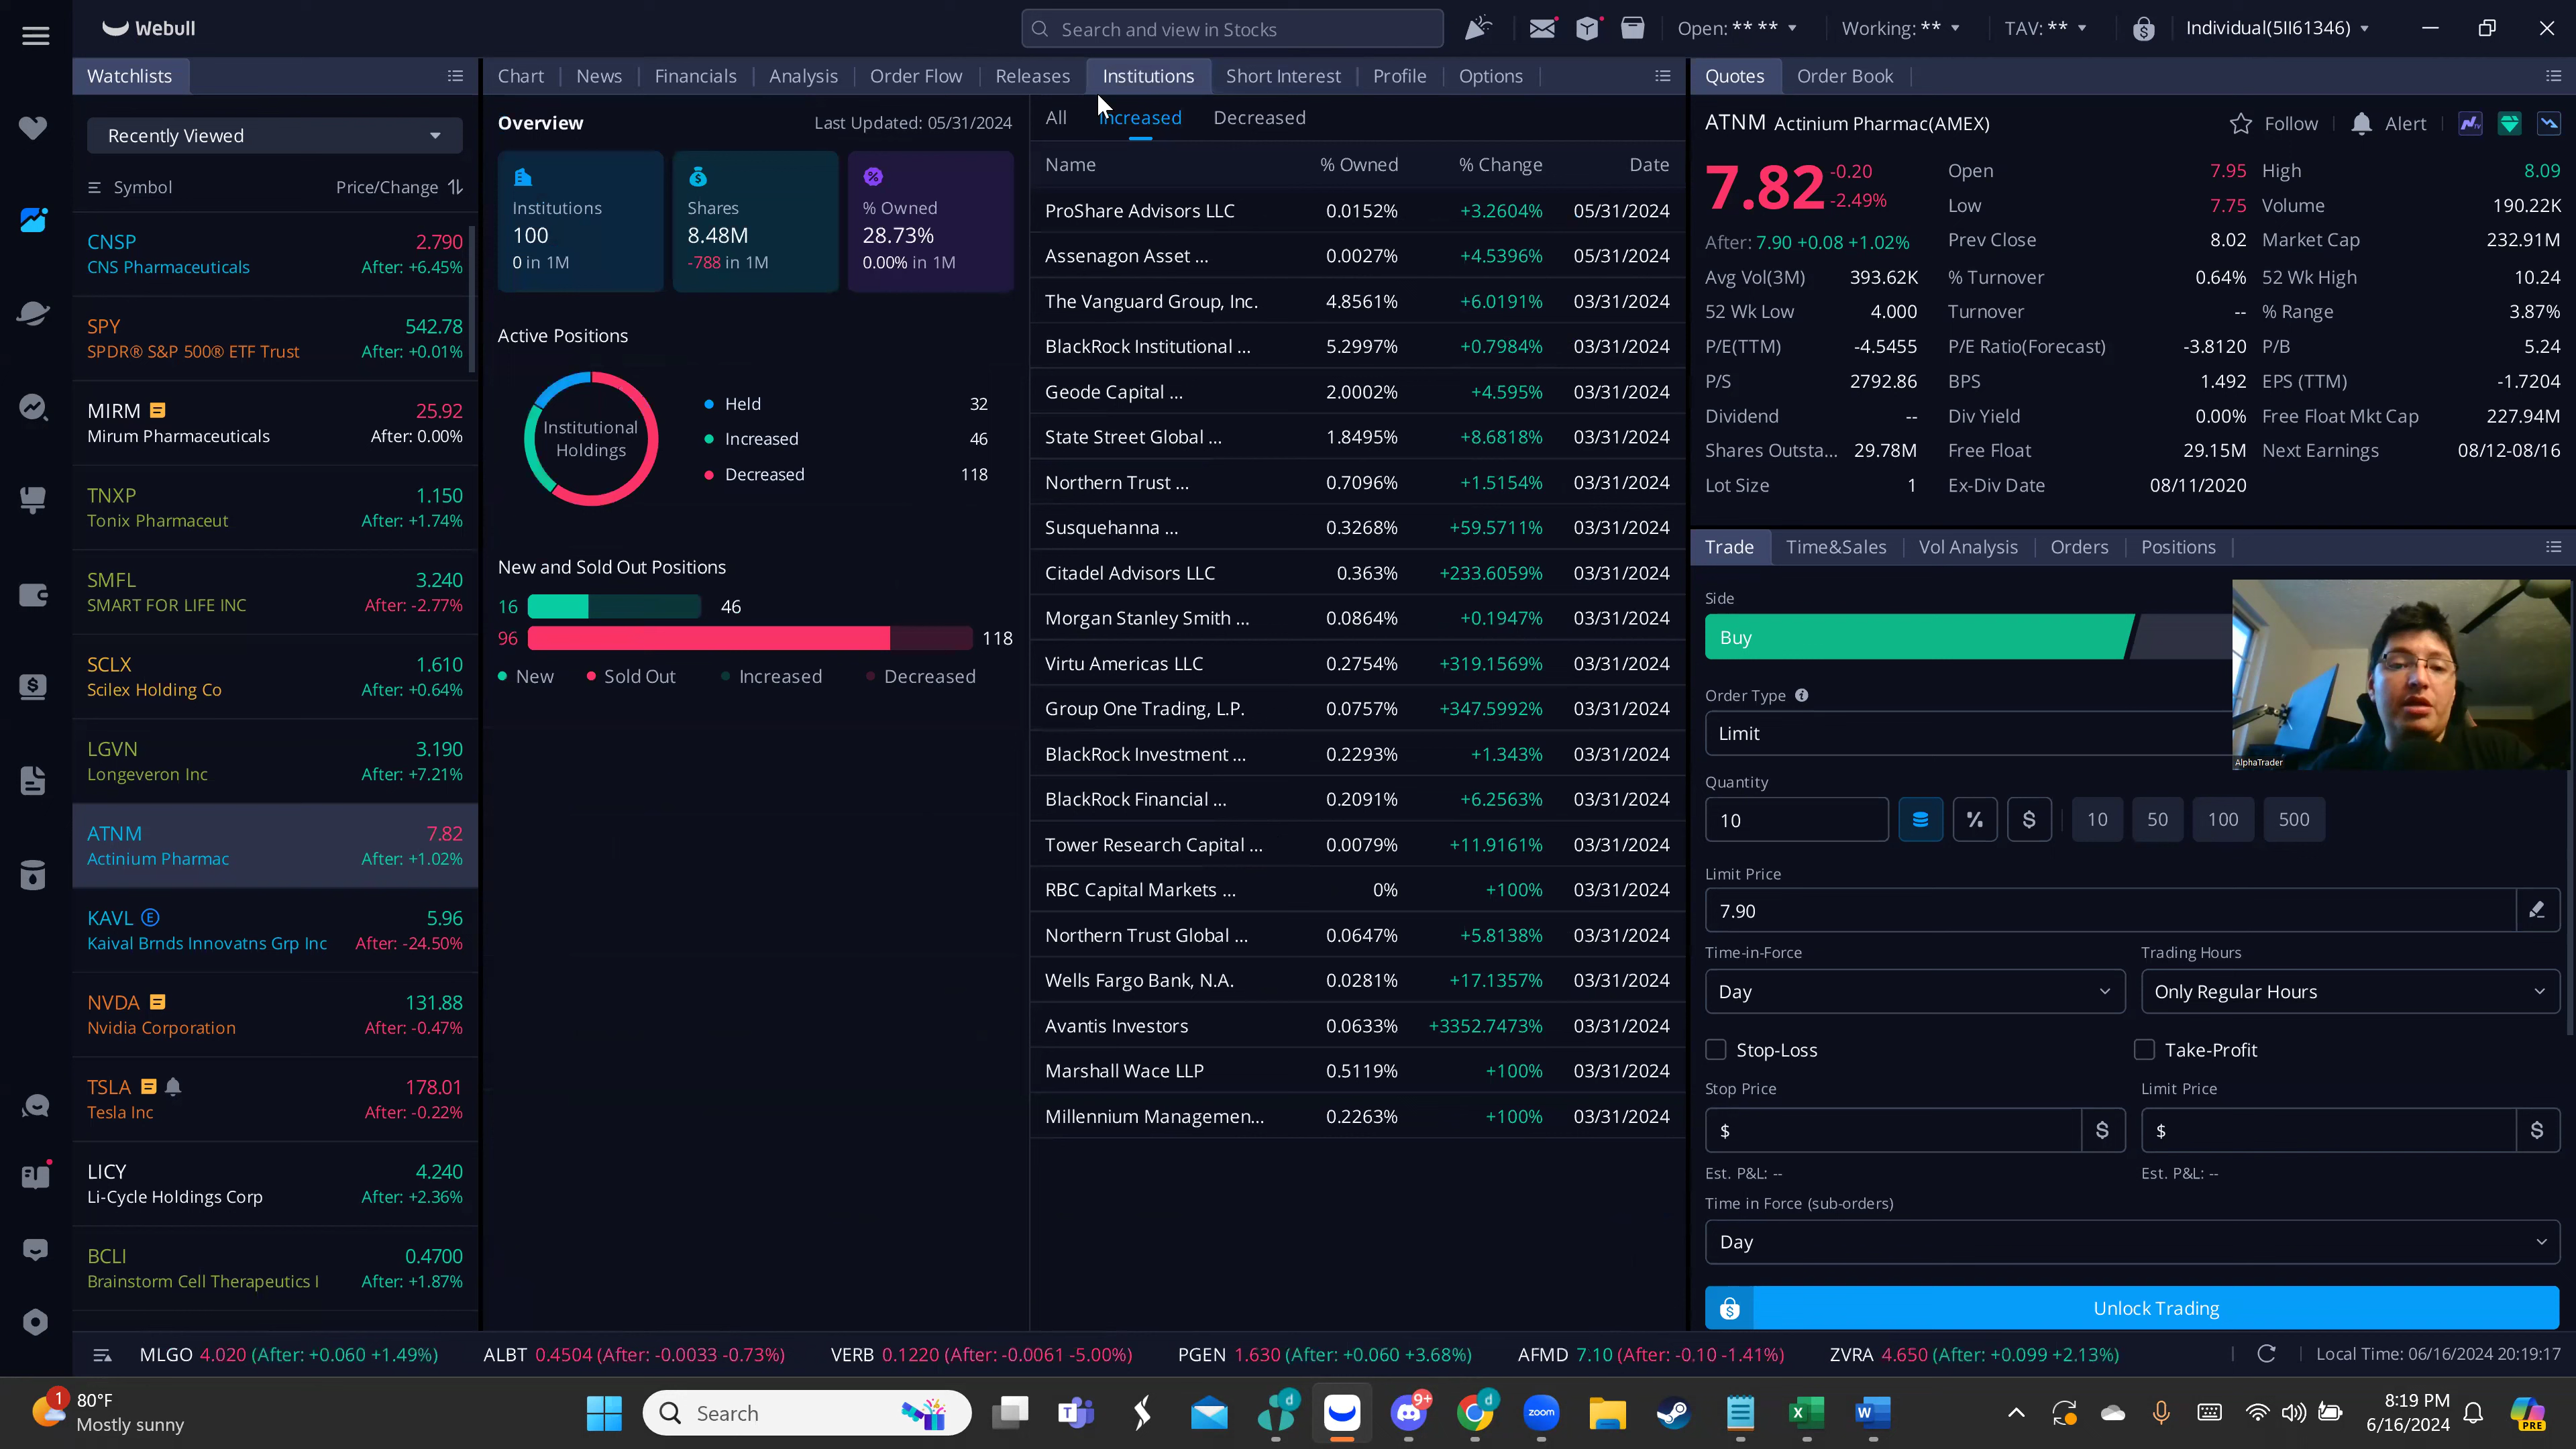 Webull
Search and view in Stocks
Open: ** **
Working: **
TAV: **
Individual(5II61346)
Watchlists
Chart
News
Financials
Analysis
Order Flow
Releases
Institutions
Short Interest
Profile
Options
Quotes
Order Book
Recently Viewed
Symbol Price/Change
CNSP 2.790
CNS Pharmaceuticals After: +6.45%
SPY 542.78
SPDR® S&P 500® ETF Trust After: +0.01%
MIRM 25.92
Mirum Pharmaceuticals After: 0.00%
TNXP 1.150
Tonix Pharmaceut After: +1.74%
SMFL 3.240
SMART FOR LIFE INC After: -2.77%
SCLX 1.610
Scilex Holding Co After: +0.64%
LGVN 3.190
Longeveron Inc After: +7.21%
ATNM 7.82
Actinium Pharmac After: +1.02%
KAVL E 5.96
Kaival Brnds Innovatns Grp Inc After: -24.50%
NVDA 131.88
Nvidia Corporation After: -0.47%
TSLA 178.01
Tesla Inc After: -0.22%
LICY 4.240
Li-Cycle Holdings Corp After: +2.36%
BCLI 0.4700
Brainstorm Cell Therapeutics I After: +1.87%
Overview Last Updated: 05/31/2024
Institutions
100
0 in 1M
Shares
8.48M
-788 in 1M
% Owned
28.73%
0.00% in 1M
Active Positions
Institutional
Holdings
Held 32
Increased 46
Decreased 118
New and Sold Out Positions
16 46
96 118
New Sold Out Increased Decreased
All Increased Decreased
Name % Owned % Change Date
ProShare Advisors LLC 0.0152% +3.2604% 05/31/2024
Assenagon Asset ... 0.0027% +4.5396% 05/31/2024
The Vanguard Group, Inc. 4.8561% +6.0191% 03/31/2024
BlackRock Institutional ... 5.2997% +0.7984% 03/31/2024
Geode Capital ... 2.0002% +4.595% 03/31/2024
State Street Global ... 1.8495% +8.6818% 03/31/2024
Northern Trust ... 0.7096% +1.5154% 03/31/2024
Susquehanna ... 0.3268% +59.5711% 03/31/2024
Citadel Advisors LLC 0.363% +233.6059% 03/31/2024
Morgan Stanley Smith ... 0.0864% +0.1947% 03/31/2024
Virtu Americas LLC 0.2754% +319.1569% 03/31/2024
Group One Trading, L.P. 0.0757% +347.5992% 03/31/2024
BlackRock Investment ... 0.2293% +1.343% 03/31/2024
BlackRock Financial ... 0.2091% +6.2563% 03/31/2024
Tower Research Capital ... 0.0079% +11.9161% 03/31/2024
RBC Capital Markets ... 0% +100% 03/31/2024
Northern Trust Global ... 0.0647% +5.8138% 03/31/2024
Wells Fargo Bank, N.A. 0.0281% +17.1357% 03/31/2024
Avantis Investors 0.0633% +3352.7473% 03/31/2024
Marshall Wace LLP 0.5119% +100% 03/31/2024
Millennium Managemen... 0.2263% +100% 03/31/2024
ATNM Actinium Pharmac(AMEX) Follow Alert
7.82 -0.20
-2.49%
After: 7.90 +0.08 +1.02%
Open 7.95 High 8.09
Low 7.75 Volume 190.22K
Prev Close 8.02 Market Cap 232.91M
Avg Vol(3M) 393.62K % Turnover 0.64% 52 Wk High 10.24
52 Wk Low 4.000 Turnover -- % Range 3.87%
P/E(TTM) -4.5455 P/E Ratio(Forecast) -3.8120 P/B 5.24
P/S 2792.86 BPS 1.492 EPS (TTM) -1.7204
Dividend -- Div Yield 0.00% Free Float Mkt Cap 227.94M
Shares Outsta... 29.78M Free Float 29.15M Next Earnings 08/12-08/16
Lot Size 1 Ex-Div Date 08/11/2020
Trade Time&Sales Vol Analysis Orders Positions
Side
Buy
Order Type
Limit
AlphaTrader
Quantity
10 % $ 10 50 100 500
Limit Price
7.90
Time-in-Force Trading Hours
Day Only Regular Hours
Stop-Loss Take-Profit
Stop Price Limit Price
$ $ $ $
Est. P&L: -- Est. P&L: --
Time in Force (sub-orders)
Day
Unlock Trading
MLGO 4.020 (After: +0.060 +1.49%) ALBT 0.4504 (After: -0.0033 -0.73%) VERB 0.1220 (After: -0.0061 -5.00%) PGEN 1.630 (After: +0.060 +3.68%) AFMD 7.10 (After: -0.10 -1.41%) ZVRA 4.650 (After: +0.099 +2.13%) Local Time: 06/16/2024 20:19:17
1
80°F
Mostly sunny
Search
d
9+
d
zoom
8:19 PM
6/16/2024
PRE